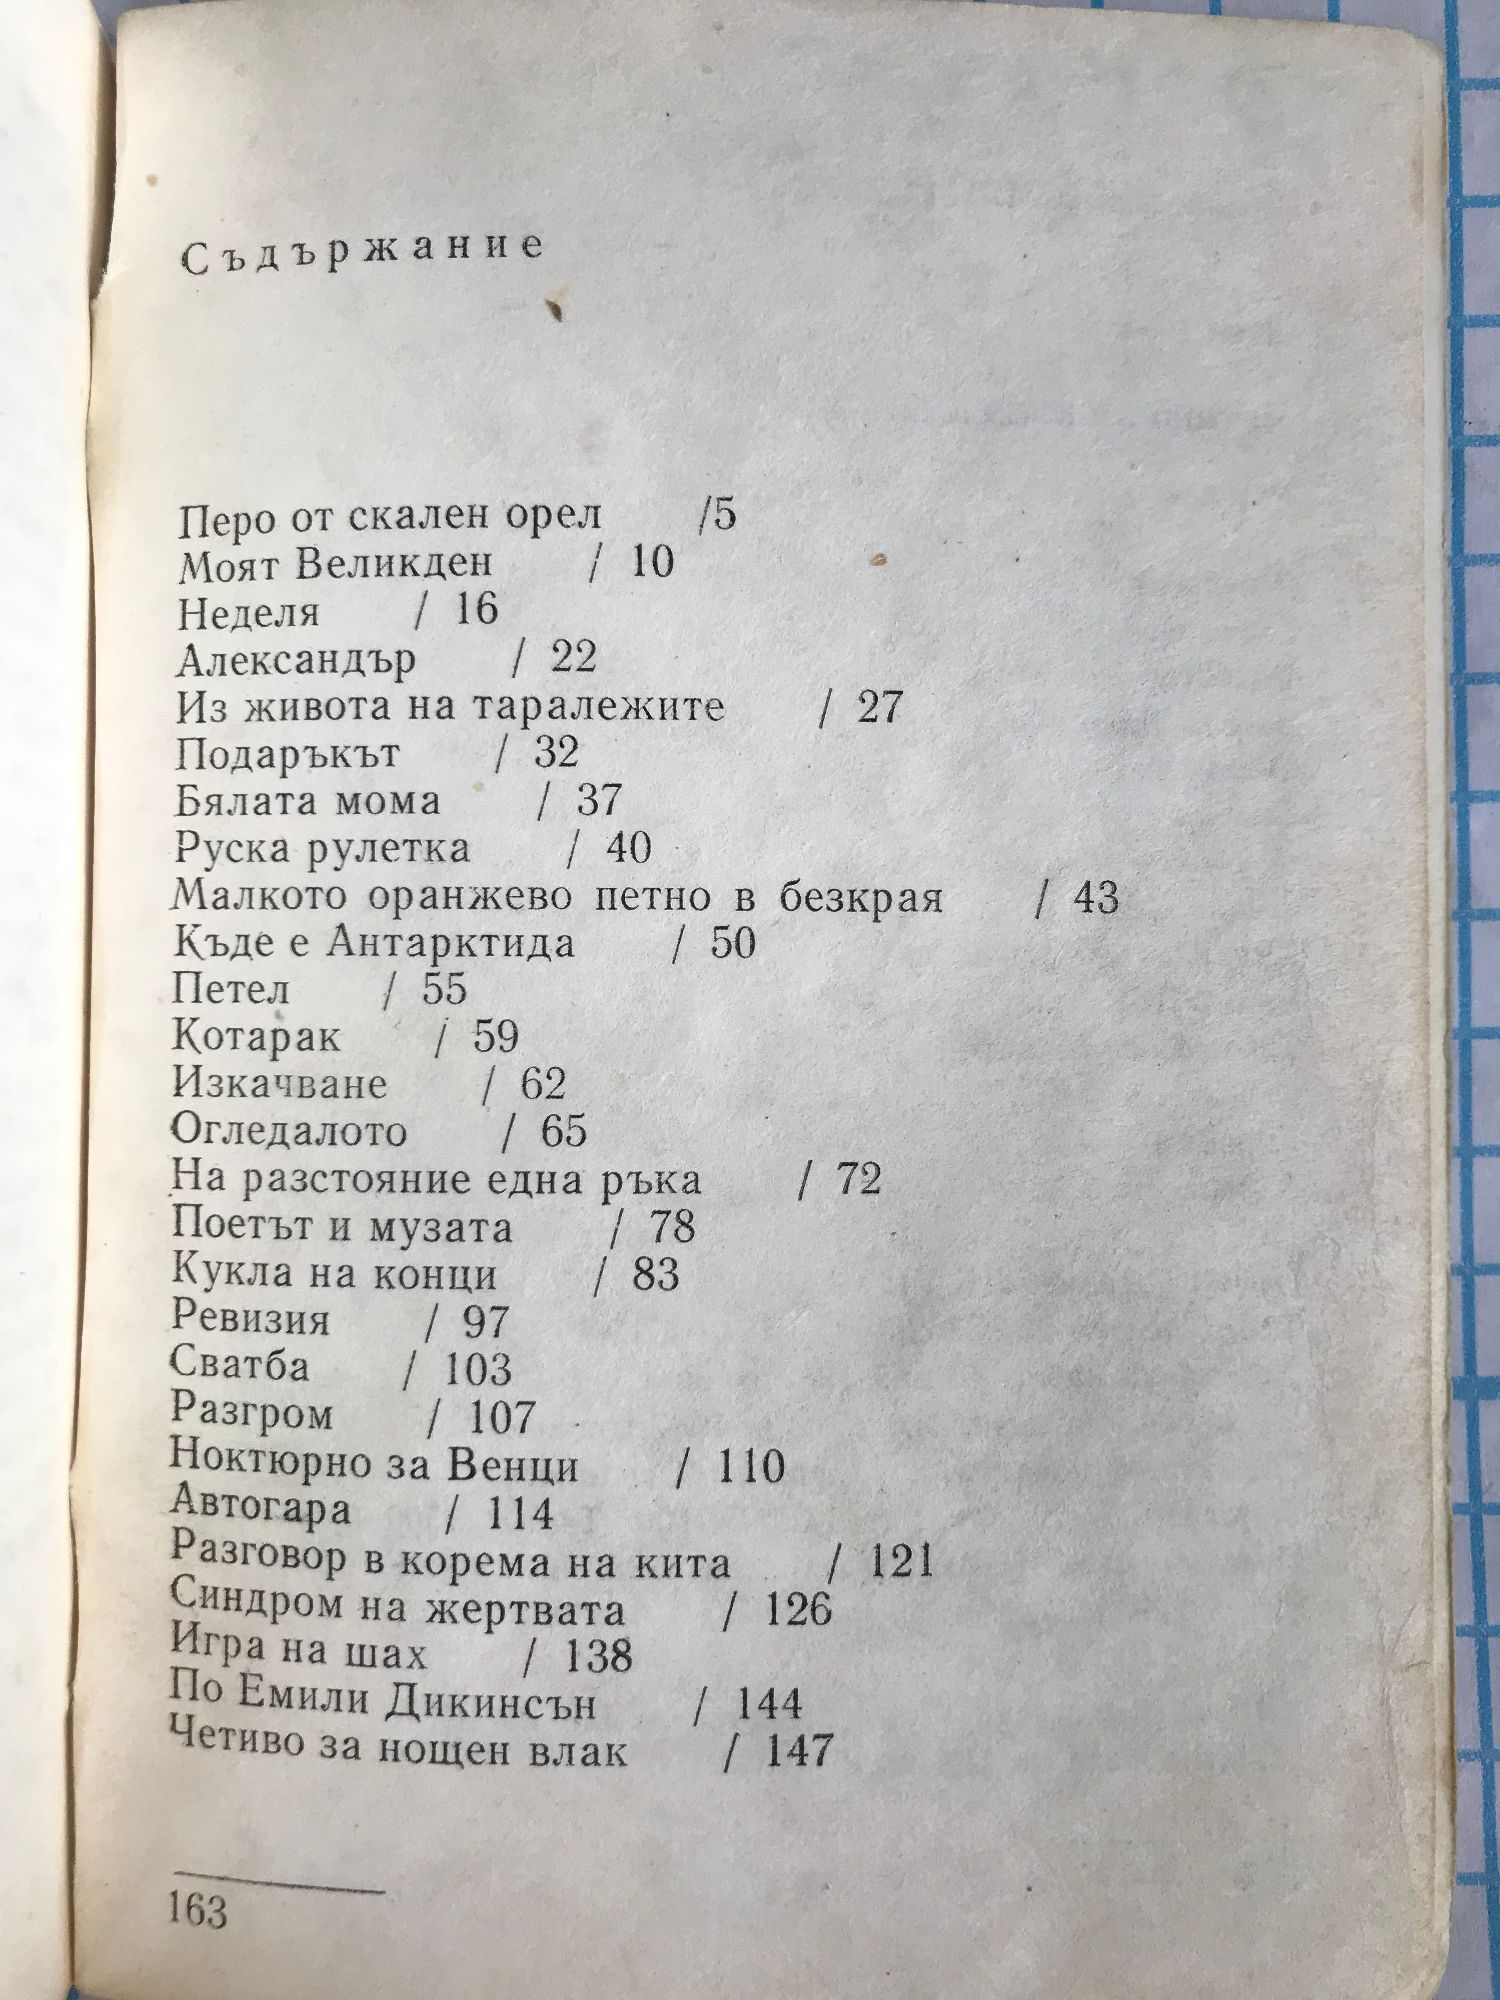 Съдържание
Перо от скален орел /5
Моят Великден / 10
Неделя / 16
Александър / 22
Из живота на таралежите / 27
Подаръкът / 32
Бялата мома / 37
Руска рулетка / 40
Малкото оранжево петно в безкрая / 43
Къде е Антарктида / 50
Петел / 55
Котарак / 59
Изкачване / 62
Огледалото / 65
На разстояние една ръка / 72
Поетът и музата / 78
Кукла на конци / 83
Ревизия / 97
Сватба / 103
Разгром / 107
Ноктюрно за Венци / 110
Автогара / 114
Разговор в корема на кита / 121
Синдром на жертвата / 126
Игра на шах / 138
По Емили Дикинсън / 144
Четиво за нощен влак / 147
163